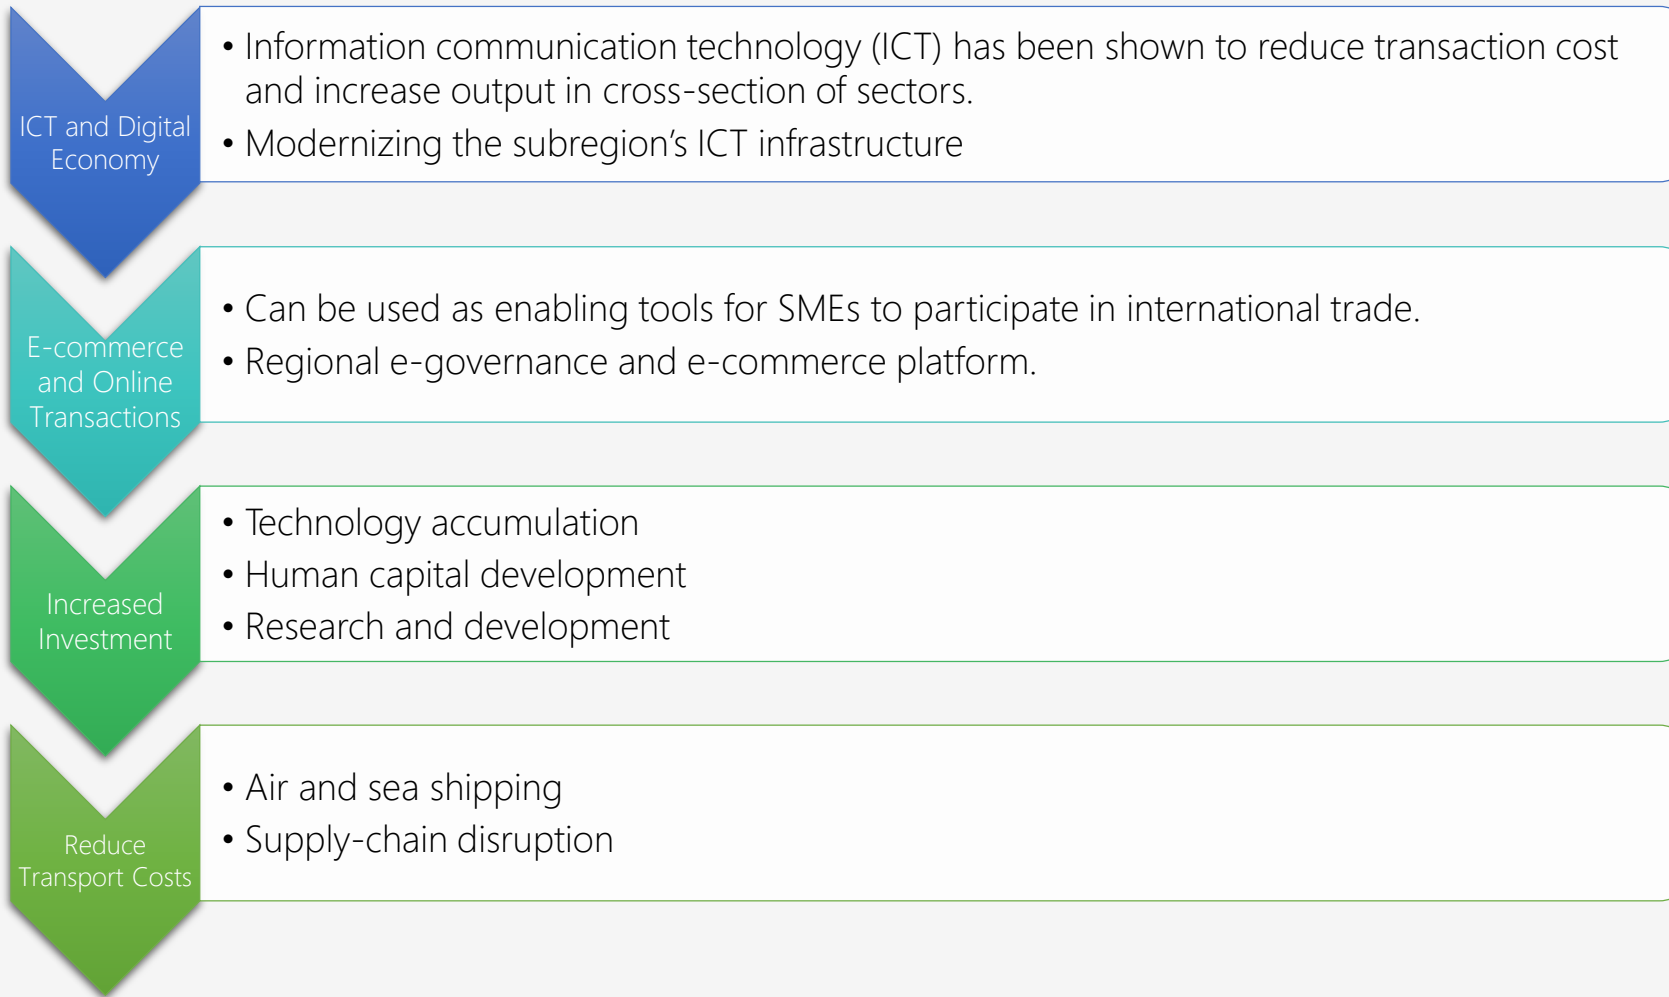 ICT and Digital
Economy
• Information communication technology (ICT) has been shown to reduce transaction cost
and increase output in cross-section of sectors.
• Modernizing the subregion’s ICT infrastructure
E-commerce
and Online
Transactions
• Can be used as enabling tools for SMEs to participate in international trade.
• Regional e-governance and e-commerce platform.
Increased
Investment
• Technology accumulation
• Human capital development
• Research and development
Reduce
Transport Costs
• Air and sea shipping
• Supply-chain disruption